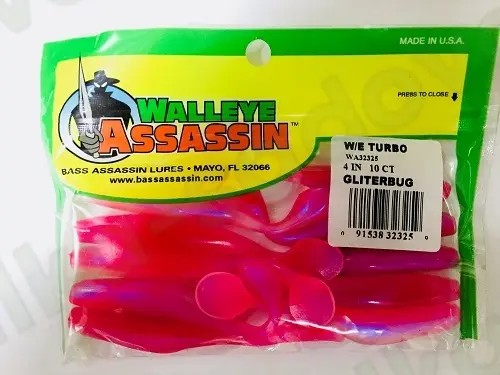 MADE IN U.S.A.
PRESS TO CLOSE
WALLEYE
ASSASSIN™
BASS ASSASSIN LURES • MAYO, FL 32066
www.bassassassin.com
W/E TURBO
WA32325
4 IN 10 CT
GLITERBUG
0 91538 32325 0